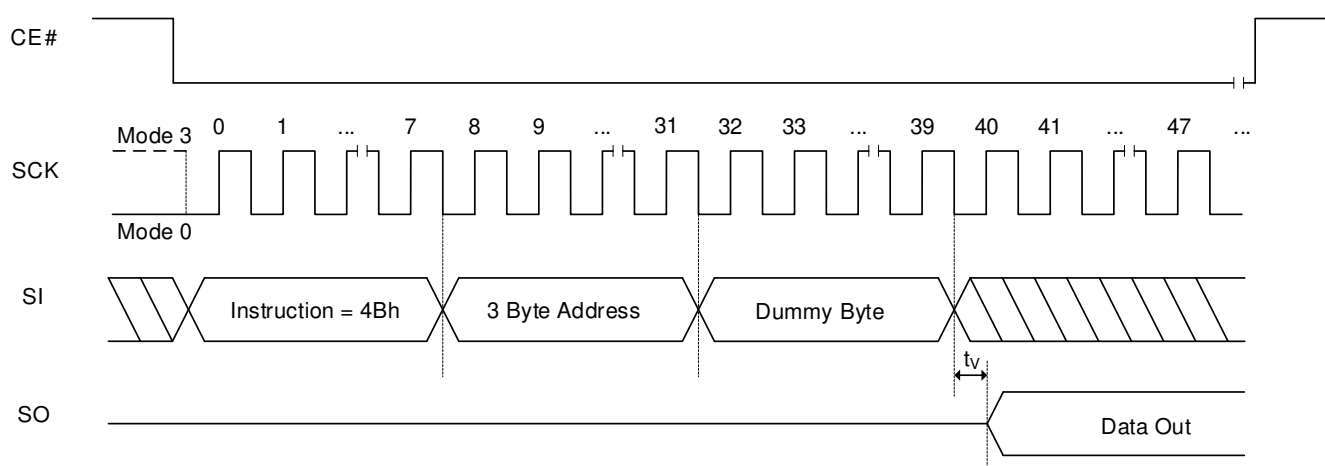 CE#
Mode 3 0 1 ... 7 8 9 ... 31 32 33 ... 39 40 41 ... 47 ...
SCK
Mode 0
SI Instruction = 4Bh 3 Byte Address Dummy Byte
tV
SO Data Out